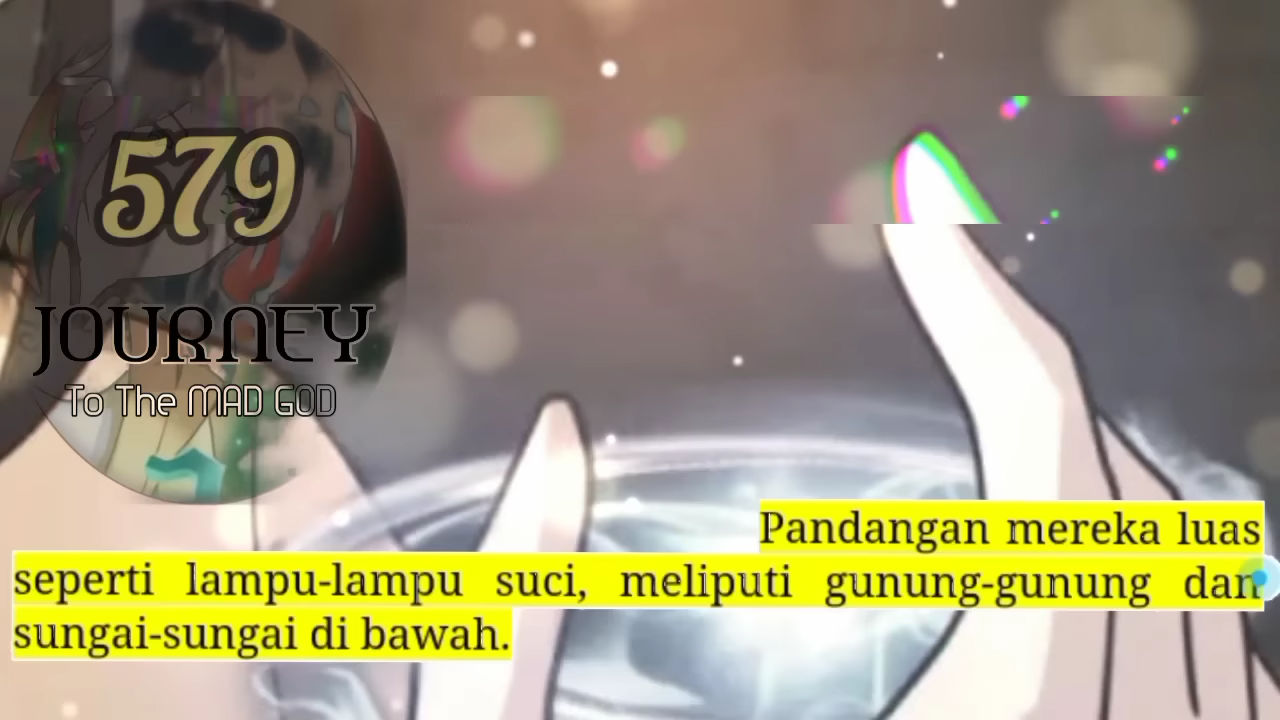 579
JOURNEY
To The MAD GOD
Pandangan mereka luas
seperti lampu-lampu suci, meliputi gunung-gunung dan
sungai-sungai di bawah.